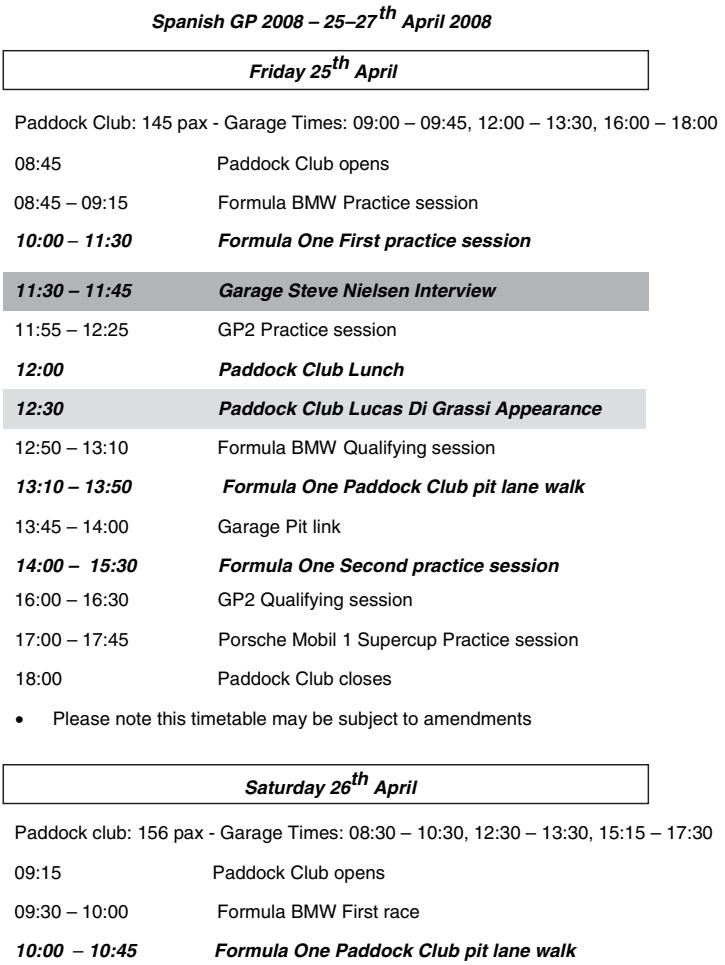 Spanish GP 2008 – 25–27th April 2008
Friday 25th April
Paddock Club: 145 pax - Garage Times: 09:00 – 09:45, 12:00 – 13:30, 16:00 – 18:00
08:45 Paddock Club opens
08:45 – 09:15 Formula BMW Practice session
10:00 – 11:30 Formula One First practice session
11:30 – 11:45 Garage Steve Nielsen Interview
11:55 – 12:25 GP2 Practice session
12:00 Paddock Club Lunch
12:30 Paddock Club Lucas Di Grassi Appearance
12:50 – 13:10 Formula BMW Qualifying session
13:10 – 13:50 Formula One Paddock Club pit lane walk
13:45 – 14:00 Garage Pit link
14:00 – 15:30 Formula One Second practice session
16:00 – 16:30 GP2 Qualifying session
17:00 – 17:45 Porsche Mobil 1 Supercup Practice session
18:00 Paddock Club closes
• Please note this timetable may be subject to amendments
Saturday 26th April
Paddock club: 156 pax - Garage Times: 08:30 – 10:30, 12:30 – 13:30, 15:15 – 17:30
09:15 Paddock Club opens
09:30 – 10:00 Formula BMW First race
10:00 – 10:45 Formula One Paddock Club pit lane walk